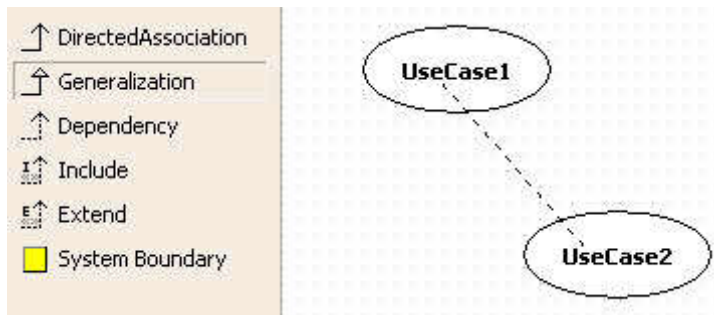 DirectedAssociation
Generalization
Dependency
Include
Extend
System Boundary
UseCase1
UseCase2